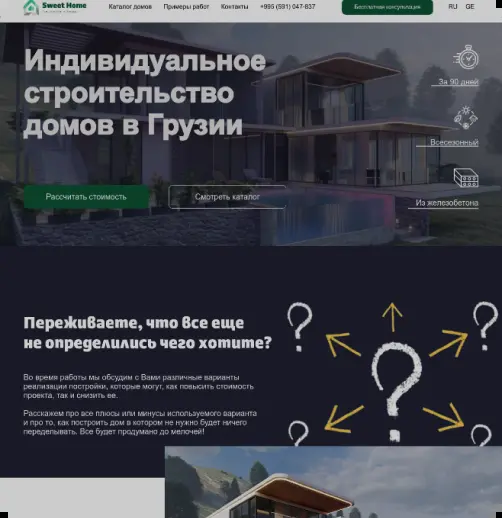 Sweet Home
Каталог домов
Примеры работ
Контакты
+995 (591) 047-837
Бесплатная консультация
RU
GE
Индивидуальное
строительство
домов в Грузии
За 90 дней
Всесезонный
Из железобетона
Рассчитать стоимость
Смотреть каталог
Переживаете, что все еще
не определились чего хотите?
Во время работы мы обсудим с Вами различные варианты
реализации постройки, которые могут, как повысить стоимость
проекта, так и снизить ее.
Расскажем про все плюсы или минусы используемого варианта
и про то, как построить дом в котором не нужно будет ничего
переделывать. Все будет продумано до мелочей!